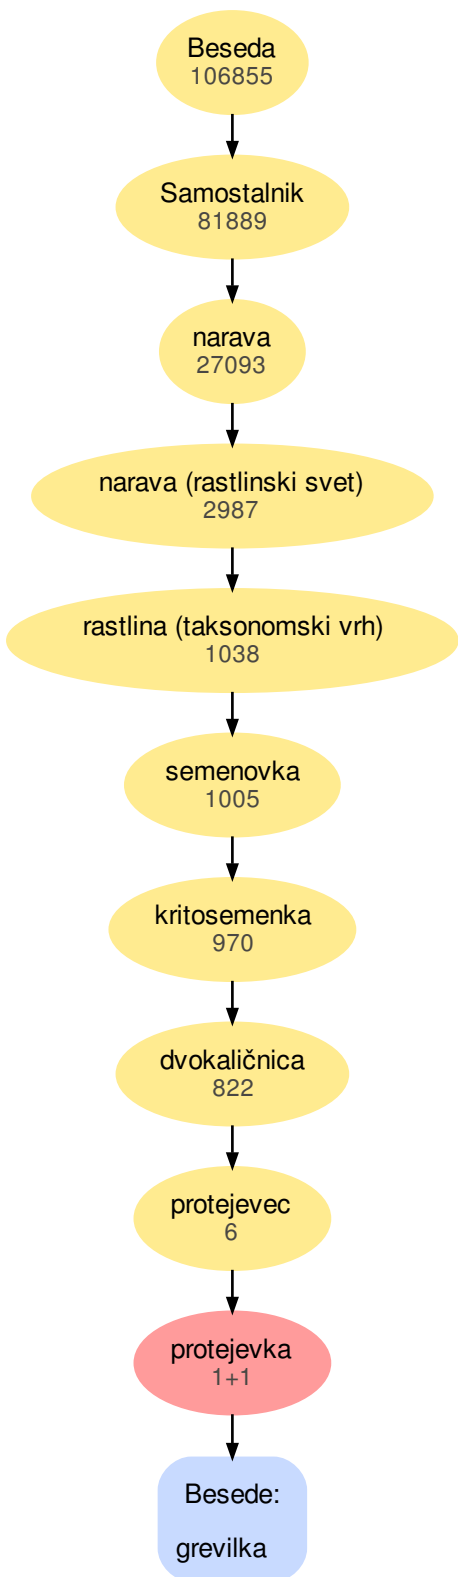 Beseda
106855
Samostalnik
81889
narava
27093
narava (rastlinski svet)
2987
rastlina (taksonomski vrh)
1038
semenovka
1005
kritosemenka
970
dvokaličnica
822
protejevec
6
protejevka
1+1
Besede:
grevilka